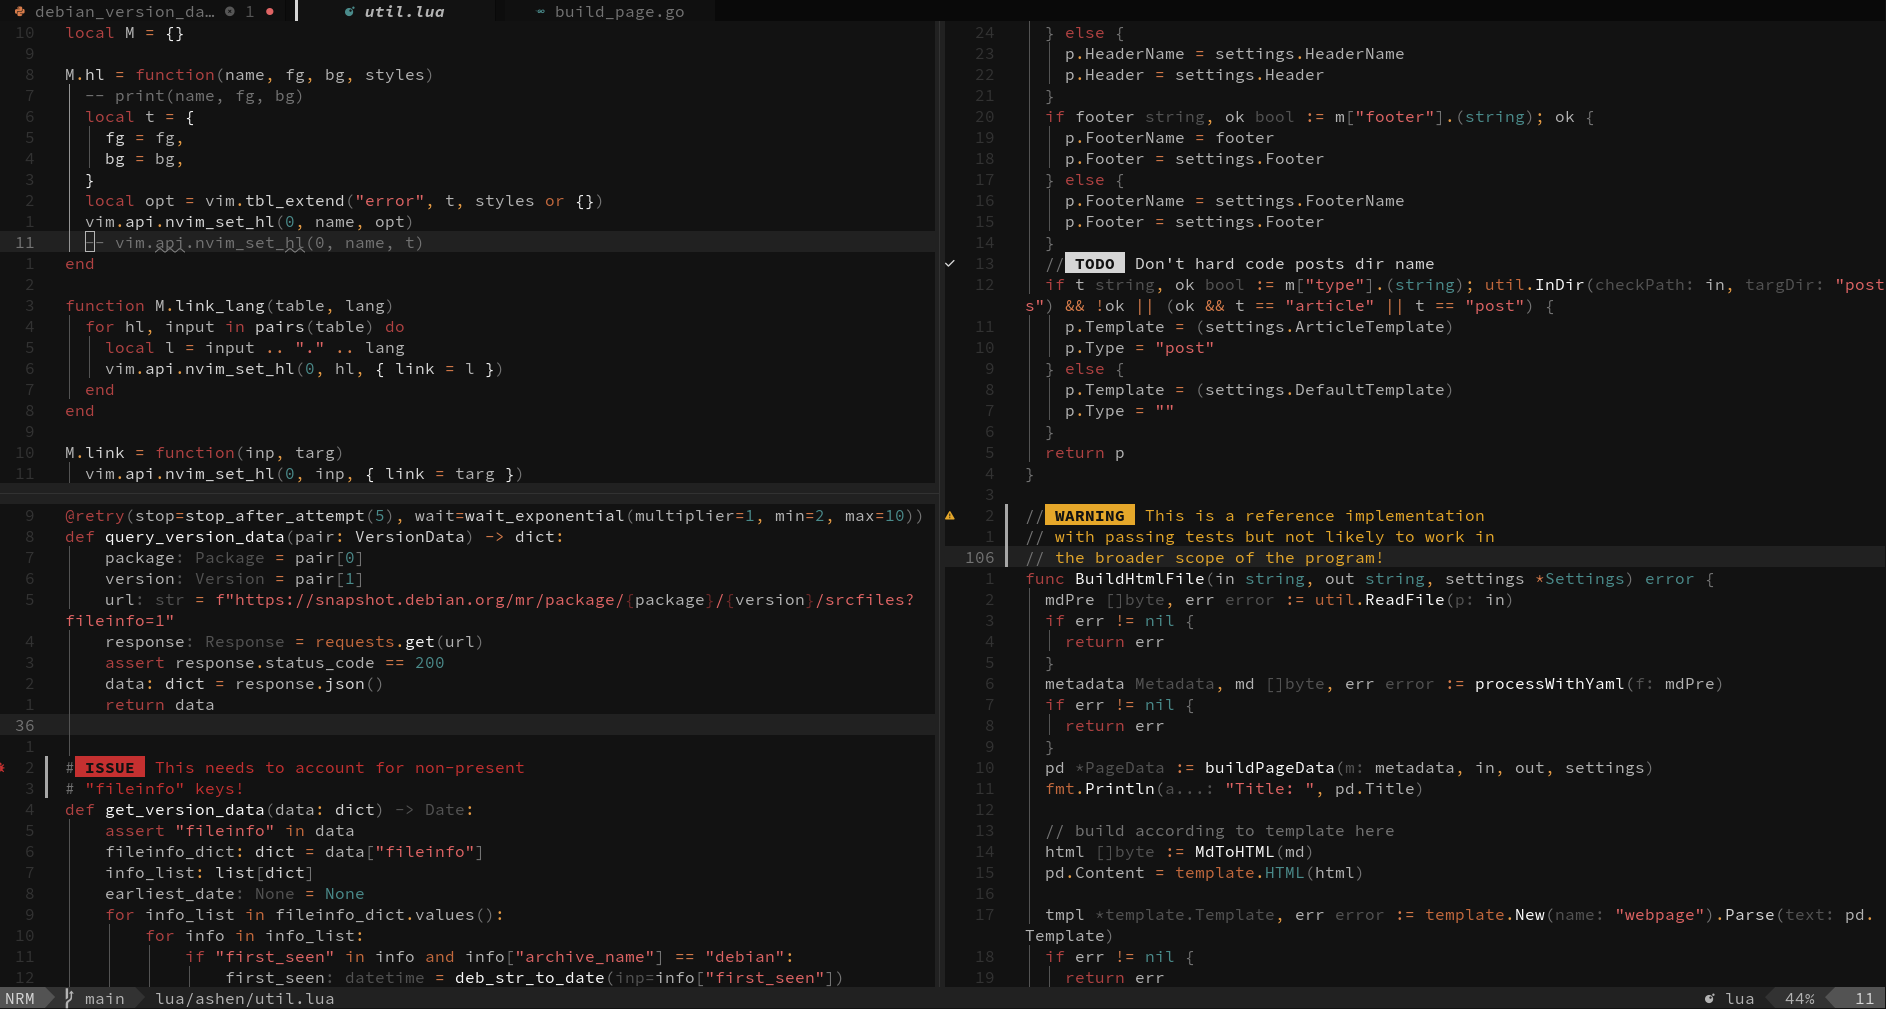 debian_version_da… 1 util.lua build_page.go
10 local M = {}
9
8 M.hl = function(name, fg, bg, styles)
7 -- print(name, fg, bg)
6 local t = {
5 fg = fg,
4 bg = bg,
3 }
2 local opt = vim.tbl_extend("error", t, styles or {})
1 vim.api.nvim_set_hl(0, name, opt)
11 -- vim.api.nvim_set_hl(0, name, t)
1 end
2
3 function M.link_lang(table, lang)
4 for hl, input in pairs(table) do
5 local l = input .. "." .. lang
6 vim.api.nvim_set_hl(0, hl, { link = l })
7 end
8 end
9
10 M.link = function(inp, targ)
11 vim.api.nvim_set_hl(0, inp, { link = targ })
9 @retry(stop=stop_after_attempt(5), wait=wait_exponential(multiplier=1, min=2, max=10))
8 def query_version_data(pair: VersionData) -> dict:
7 package: Package = pair[0]
6 version: Version = pair[1]
5 url: str = f"https://snapshot.debian.org/mr/package/{package}/{version}/srcfiles?
fileinfo=1"
4 response: Response = requests.get(url)
3 assert response.status_code == 200
2 data: dict = response.json()
1 return data
36
1
2 # ISSUE This needs to account for non-present
3 # "fileinfo" keys!
4 def get_version_data(data: dict) -> Date:
5 assert "fileinfo" in data
6 fileinfo_dict: dict = data["fileinfo"]
7 info_list: list[dict]
8 earliest_date: None = None
9 for info_list in fileinfo_dict.values():
10 for info in info_list:
11 if "first_seen" in info and info["archive_name"] == "debian":
12 first_seen: datetime = deb_str_to_date(inp=info["first_seen"])
24 } else {
23 p.HeaderName = settings.HeaderName
22 p.Header = settings.Header
21 }
20 if footer string, ok bool := m["footer"].(string); ok {
19 p.FooterName = footer
18 p.Footer = settings.Footer
17 } else {
16 p.FooterName = settings.FooterName
15 p.Footer = settings.Footer
14 }
13 // TODO Don't hard code posts dir name
12 if t string, ok bool := m["type"].(string); util.InDir(checkPath: in, targDir: "post
s") && !ok || (ok && t == "article" || t == "post") {
11 p.Template = (settings.ArticleTemplate)
10 p.Type = "post"
9 } else {
8 p.Template = (settings.DefaultTemplate)
7 p.Type = ""
6 }
5 return p
4 }
3
2 // WARNING This is a reference implementation
1 // with passing tests but not likely to work in
106 // the broader scope of the program!
1 func BuildHtmlFile(in string, out string, settings *Settings) error {
2 mdPre []byte, err error := util.ReadFile(p: in)
3 if err != nil {
4 return err
5 }
6 metadata Metadata, md []byte, err error := processWithYaml(f: mdPre)
7 if err != nil {
8 return err
9 }
10 pd *PageData := buildPageData(m: metadata, in, out, settings)
11 fmt.Println(a...: "Title: ", pd.Title)
12
13 // build according to template here
14 html []byte := MdToHTML(md)
15 pd.Content = template.HTML(html)
16
17 tmpl *template.Template, err error := template.New(name: "webpage").Parse(text: pd.
Template)
18 if err != nil {
19 return err
NRM main lua/ashen/util.lua lua 44% 11